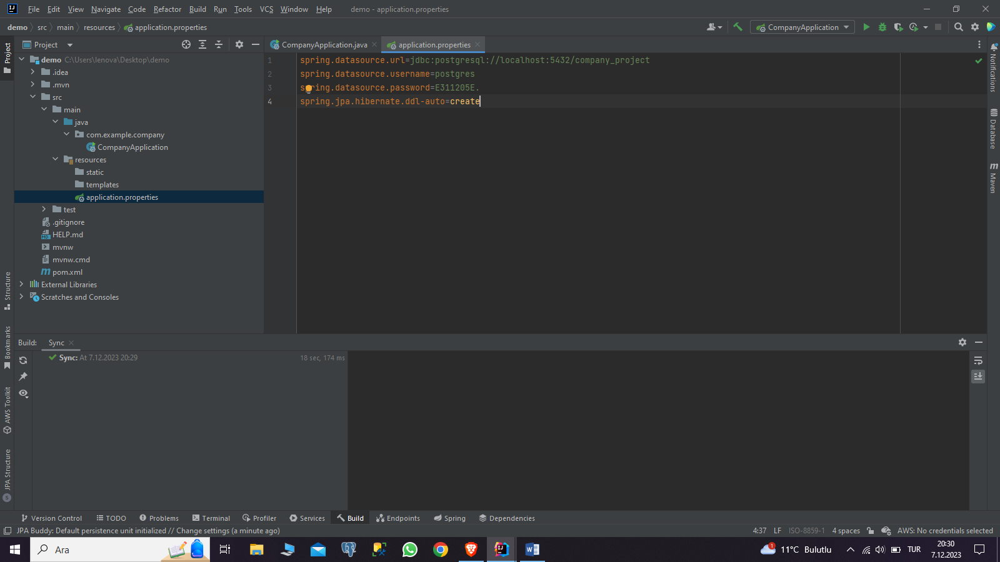 File Edit View Navigate Code Refactor Build Run Tools VCS Window Help demo - application.properties
demo src main resources application.properties
CompanyApplication
Project
CompanyApplication.java
application.properties
demo C:\Users\lenova\Desktop\demo
.idea
.mvn
src
main
java
com.example.company
CompanyApplication
resources
static
templates
application.properties
test
.gitignore
HELP.md
mvnw
mvnw.cmd
pom.xml
External Libraries
Scratches and Consoles
1 spring.datasource.url=jdbc:postgresql://localhost:5432/company_project
2 spring.datasource.username=postgres
3 spring.datasource.password=E311205E.
4 spring.jpa.hibernate.ddl-auto=create
Project
Structure
Bookmarks
AWS Toolkit
JPA Structure
Notifications
Database
Maven
Build: Sync
Sync: At 7.12.2023 20:29 18 sec, 174 ms
Version Control TODO Problems Terminal Profiler Services Build Endpoints Spring Dependencies
JPA Buddy: Default persistence unit initialized // Change settings (a minute ago) 4:37 LF ISO-8859-1 4 spaces AWS: No credentials selected
Ara
1 11°C Bulutlu TUR 20:30
7.12.2023